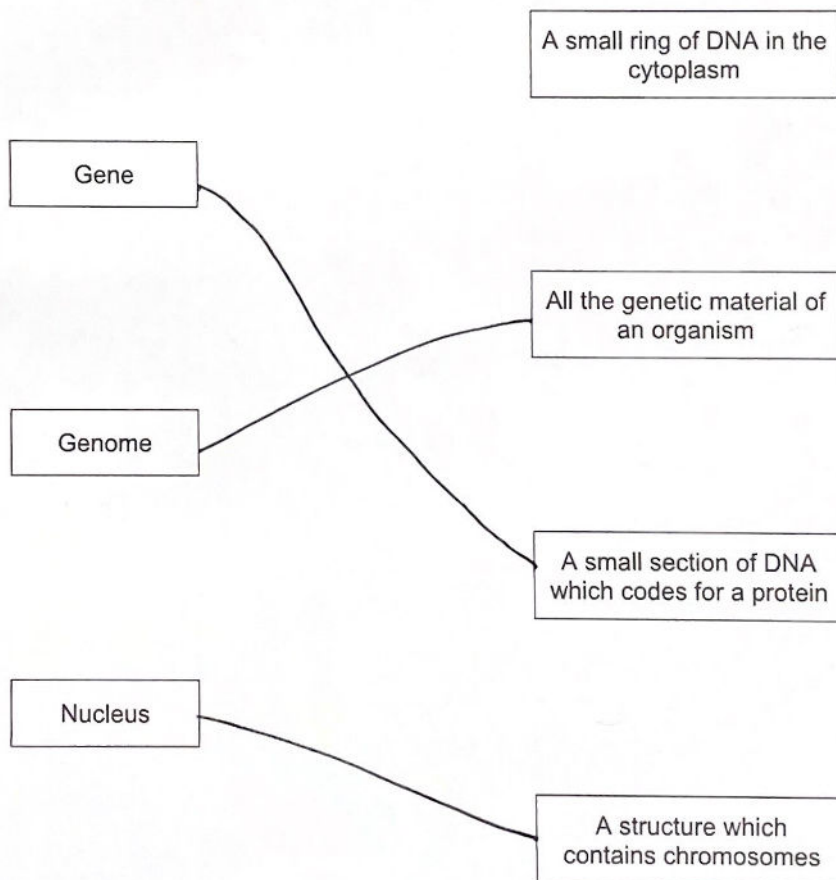 A small ring of DNA in the
cytoplasm
Gene
All the genetic material of
an organism
Genome
A small section of DNA
which codes for a protein
Nucleus
A structure which
contains chromosomes